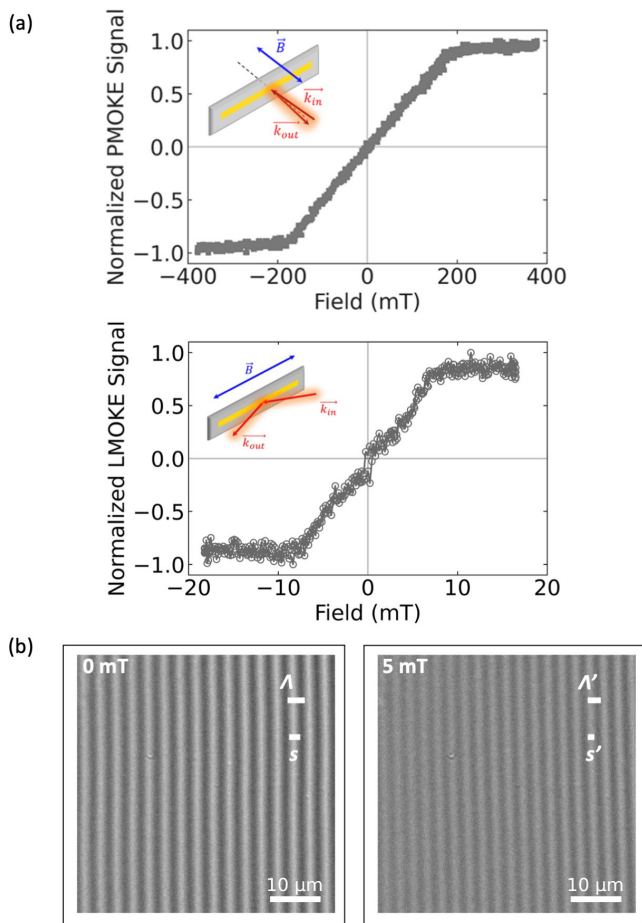 (a)
Normalized PMOKE Signal
1.0
0.5
0.0
−0.5
−1.0
B
k_in
k_out
−400 −200 0 200 400
Field (mT)
Normalized LMOKE Signal
1.0
0.5
0.0
−0.5
−1.0
B
k_in
k_out
−20 −10 0 10 20
Field (mT)
(b)
0 mT
Λ
s
10 μm
5 mT
Λ'
s'
10 μm